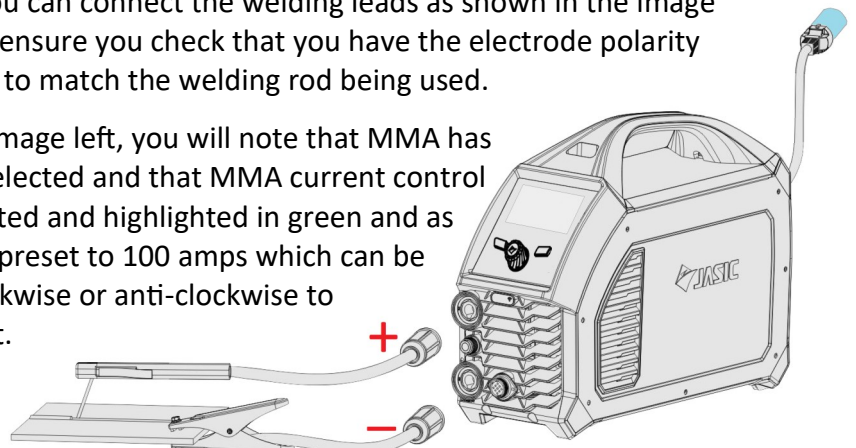 ou can connect the welding leads as shown in the image
ensure you check that you have the electrode polarity
to match the welding rod being used.
mage left, you will note that MMA has
elected and that MMA current control
ted and highlighted in green and as
preset to 100 amps which can be
kwise or anti-clockwise to
t.
JASIC
+
–